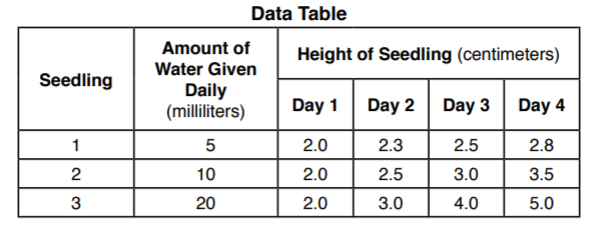 Data Table
Seedling
Amount of
Water Given
Daily
(milliliters)
Height of Seedling (centimeters)
Day 1 Day 2 Day 3 Day 4
1 5 2.0 2.3 2.5 2.8
2 10 2.0 2.5 3.0 3.5
3 20 2.0 3.0 4.0 5.0